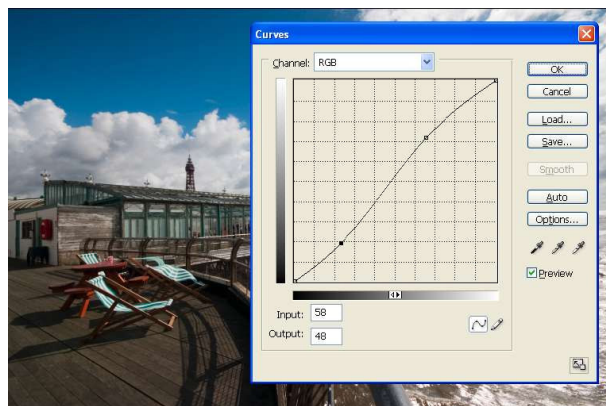 Curves
Channel: RGB
OK
Cancel
Load...
Save...
Smooth
Auto
Options...
Preview
Input: 58
Output: 48